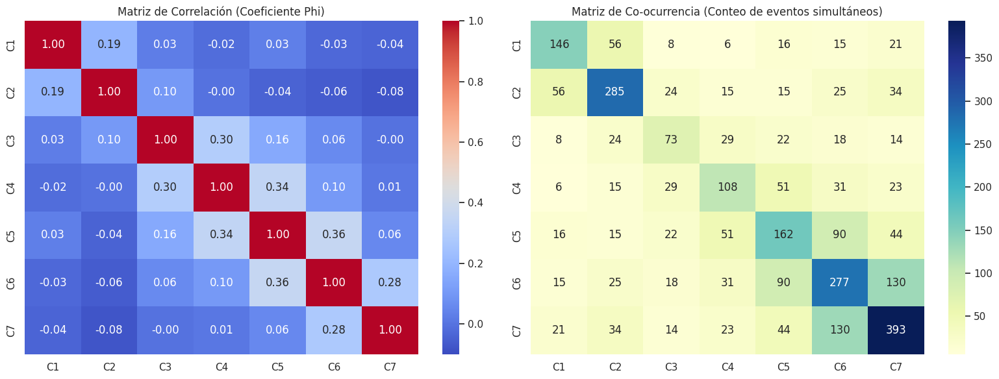 Matriz de Correlación (Coeficiente Phi)
C1 1.00 0.19 0.03 -0.02 0.03 -0.03 -0.04
C2 0.19 1.00 0.10 -0.00 -0.04 -0.06 -0.08
C3 0.03 0.10 1.00 0.30 0.16 0.06 -0.00
C4 -0.02 -0.00 0.30 1.00 0.34 0.10 0.01
C5 0.03 -0.04 0.16 0.34 1.00 0.36 0.06
C6 -0.03 -0.06 0.06 0.10 0.36 1.00 0.28
C7 -0.04 -0.08 -0.00 0.01 0.06 0.28 1.00
C1 C2 C3 C4 C5 C6 C7
1.0
0.8
0.6
0.4
0.2
0.0
Matriz de Co-ocurrencia (Conteo de eventos simultáneos)
C1 146 56 8 6 16 15 21
C2 56 285 24 15 15 25 34
C3 8 24 73 29 22 18 14
C4 6 15 29 108 51 31 23
C5 16 15 22 51 162 90 44
C6 15 25 18 31 90 277 130
C7 21 34 14 23 44 130 393
C1 C2 C3 C4 C5 C6 C7
350
300
250
200
150
100
50